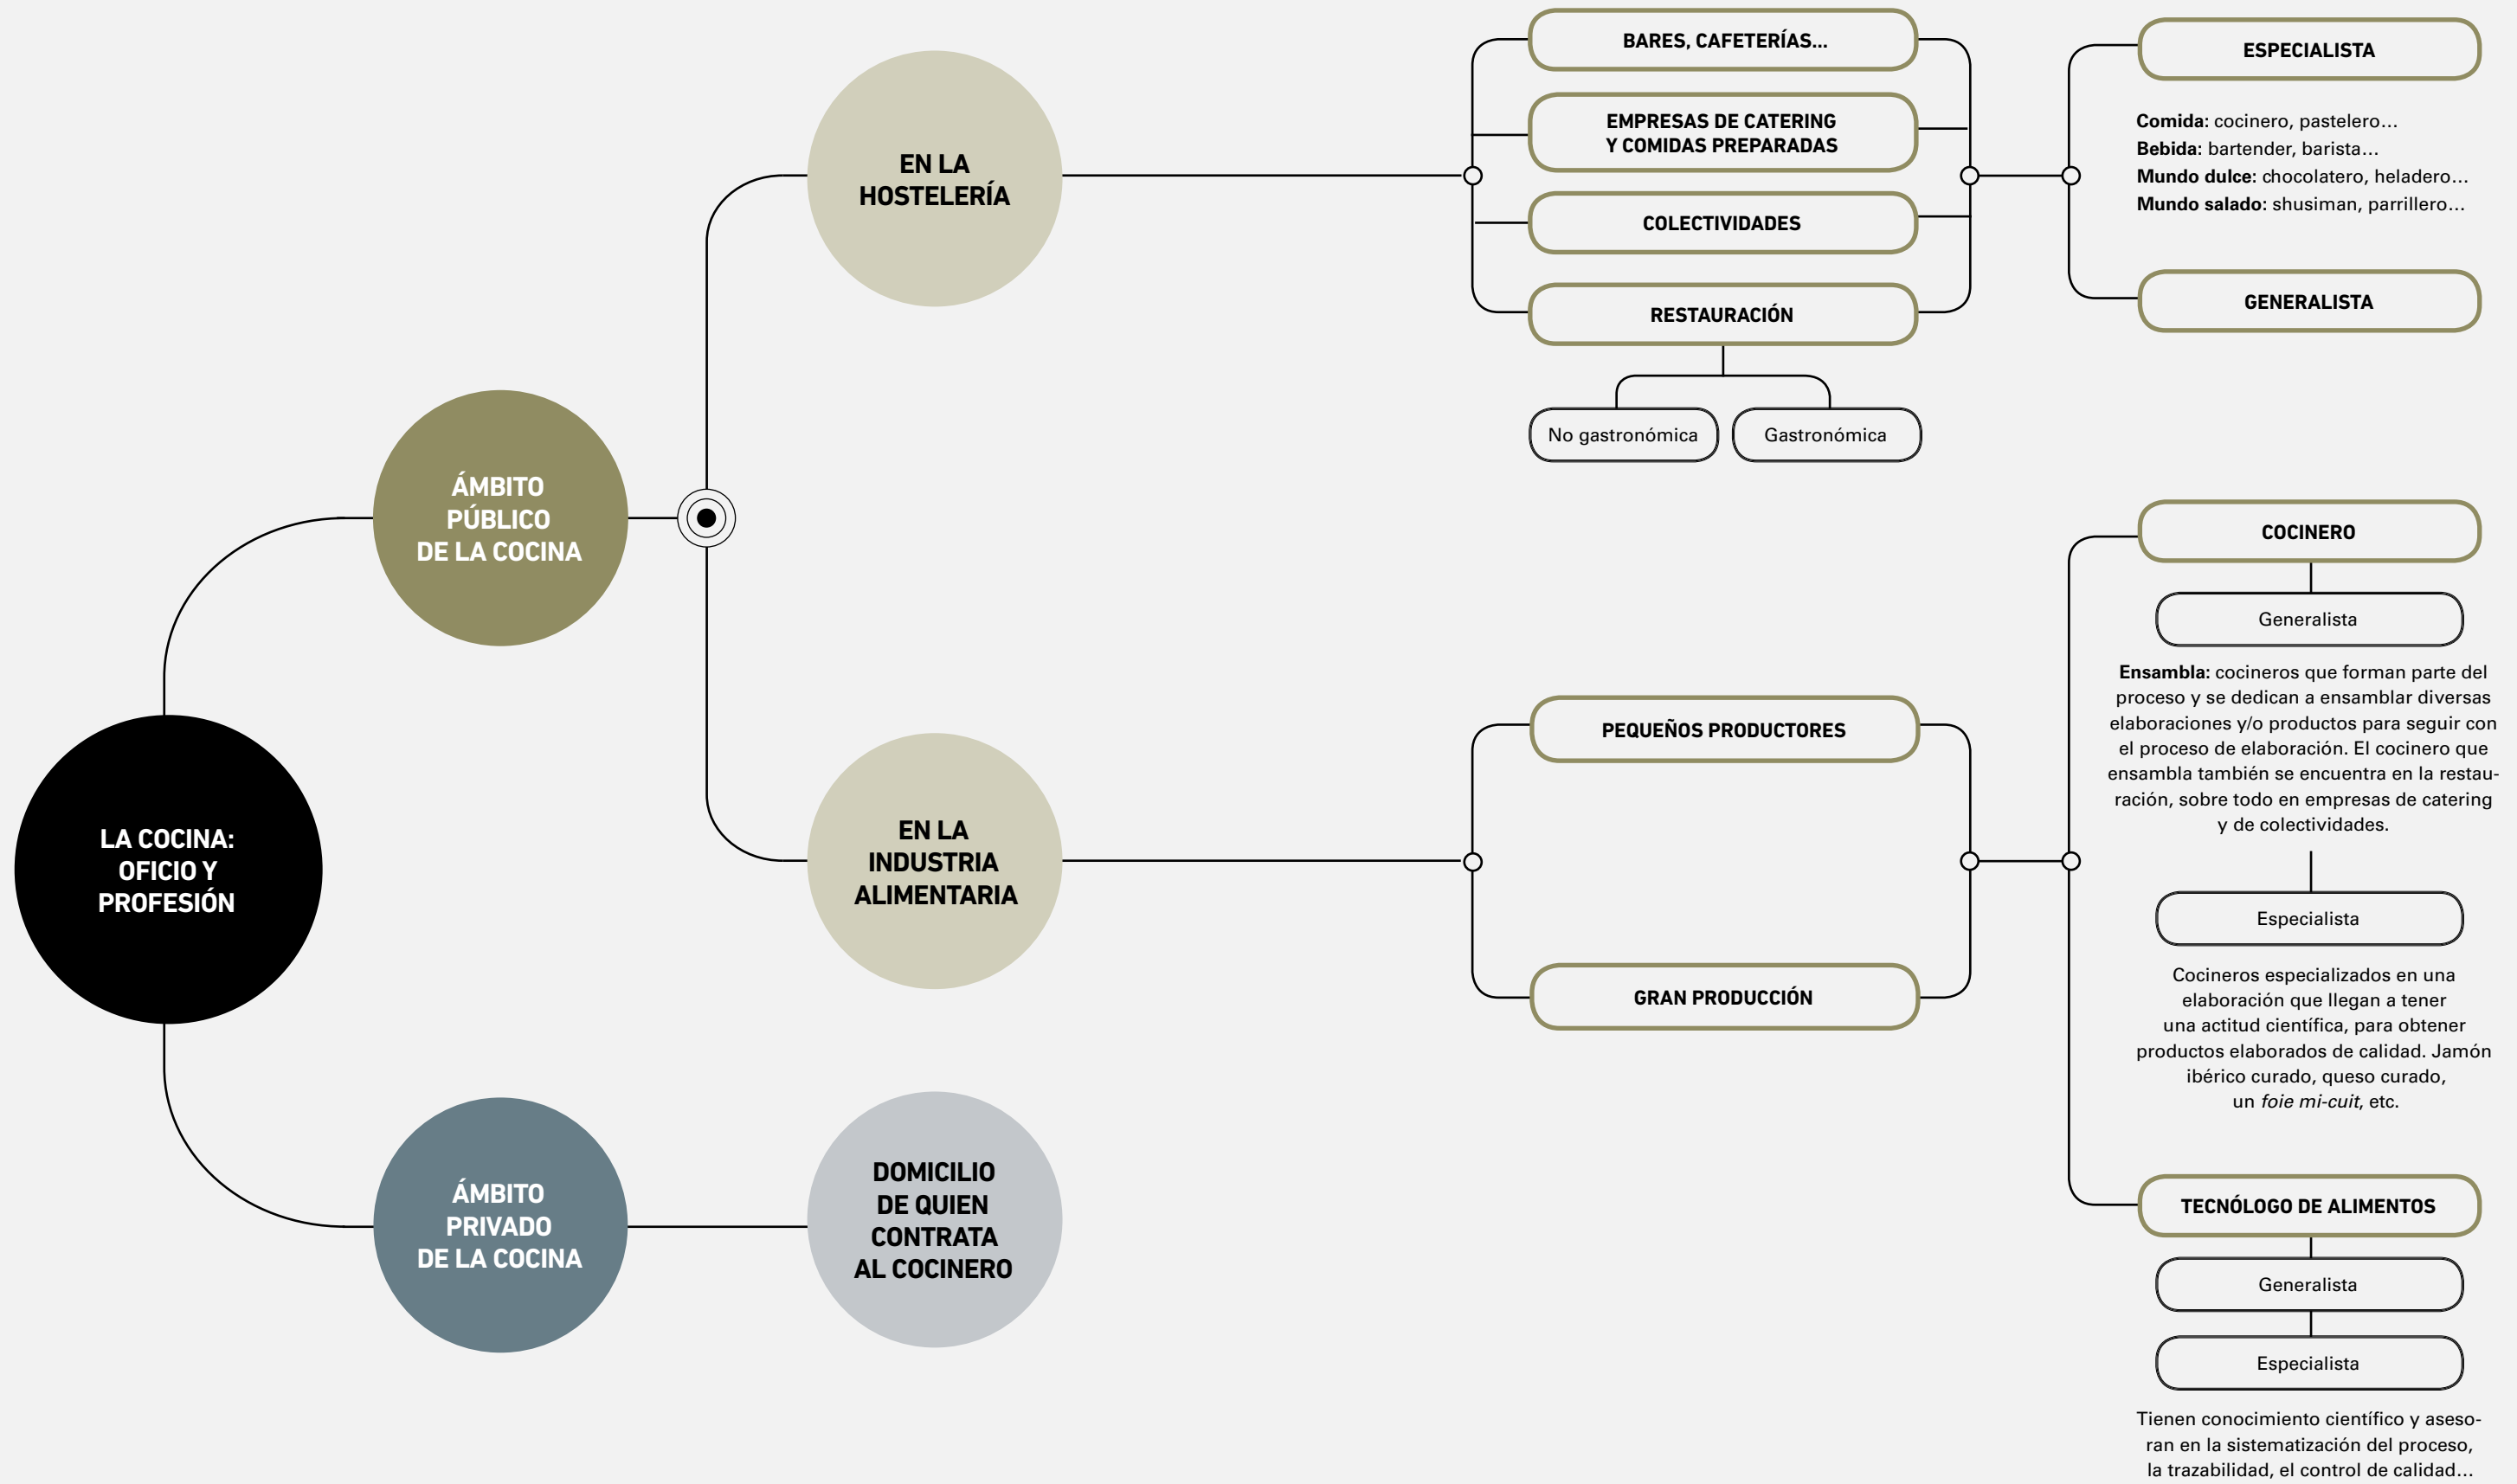 LA COCINA:
OFICIO Y
PROFESIÓN
ÁMBITO
PÚBLICO
DE LA COCINA
EN LA
HOSTELERÍA
BARES, CAFETERÍAS...
EMPRESAS DE CATERING
Y COMIDAS PREPARADAS
COLECTIVIDADES
RESTAURACIÓN
No gastronómica
Gastronómica
ESPECIALISTA
Comida: cocinero, pastelero...
Bebida: bartender, barista...
Mundo dulce: chocolatero, heladero...
Mundo salado: shusiman, parrillero...
GENERALISTA
EN LA
INDUSTRIA
ALIMENTARIA
PEQUEÑOS PRODUCTORES
GRAN PRODUCCIÓN
COCINERO
Generalista
Ensambla: cocineros que forman parte del
proceso y se dedican a ensamblar diversas
elaboraciones y/o productos para seguir con
el proceso de elaboración. El cocinero que
ensambla también se encuentra en la restau-
ración, sobre todo en empresas de catering
y de colectividades.
Especialista
Cocineros especializados en una
elaboración que llegan a tener
una actitud científica, para obtener
productos elaborados de calidad. Jamón
ibérico curado, queso curado,
un foie mi-cuit, etc.
TECNÓLOGO DE ALIMENTOS
Generalista
Especialista
Tienen conocimiento científico y aseso-
ran en la sistematización del proceso,
la trazabilidad, el control de calidad...
ÁMBITO
PRIVADO
DE LA COCINA
DOMICILIO
DE QUIEN
CONTRATA
AL COCINERO